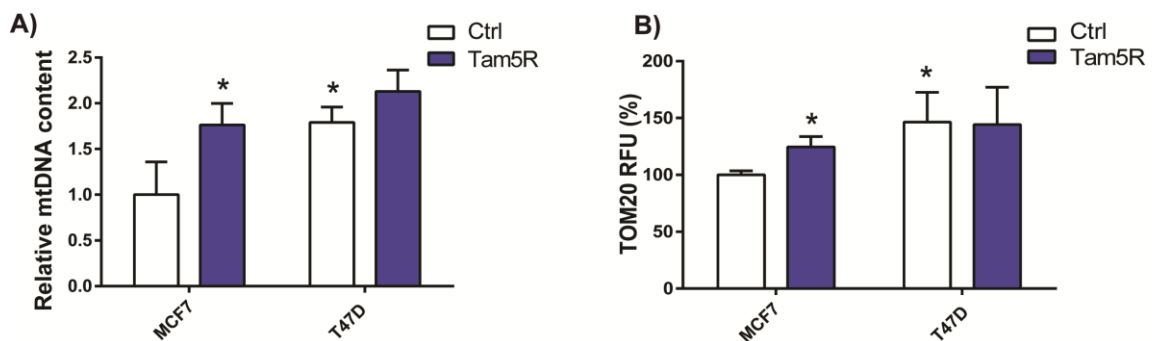 A)
Ctrl
Tam5R
Relative mtDNA content
2.5
2.0
1.5
1.0
0.5
0.0
*
*
MCF7
T47D
B)
Ctrl
Tam5R
TOM20 RFU (%)
200
150
100
50
0
*
*
MCF7
T47D